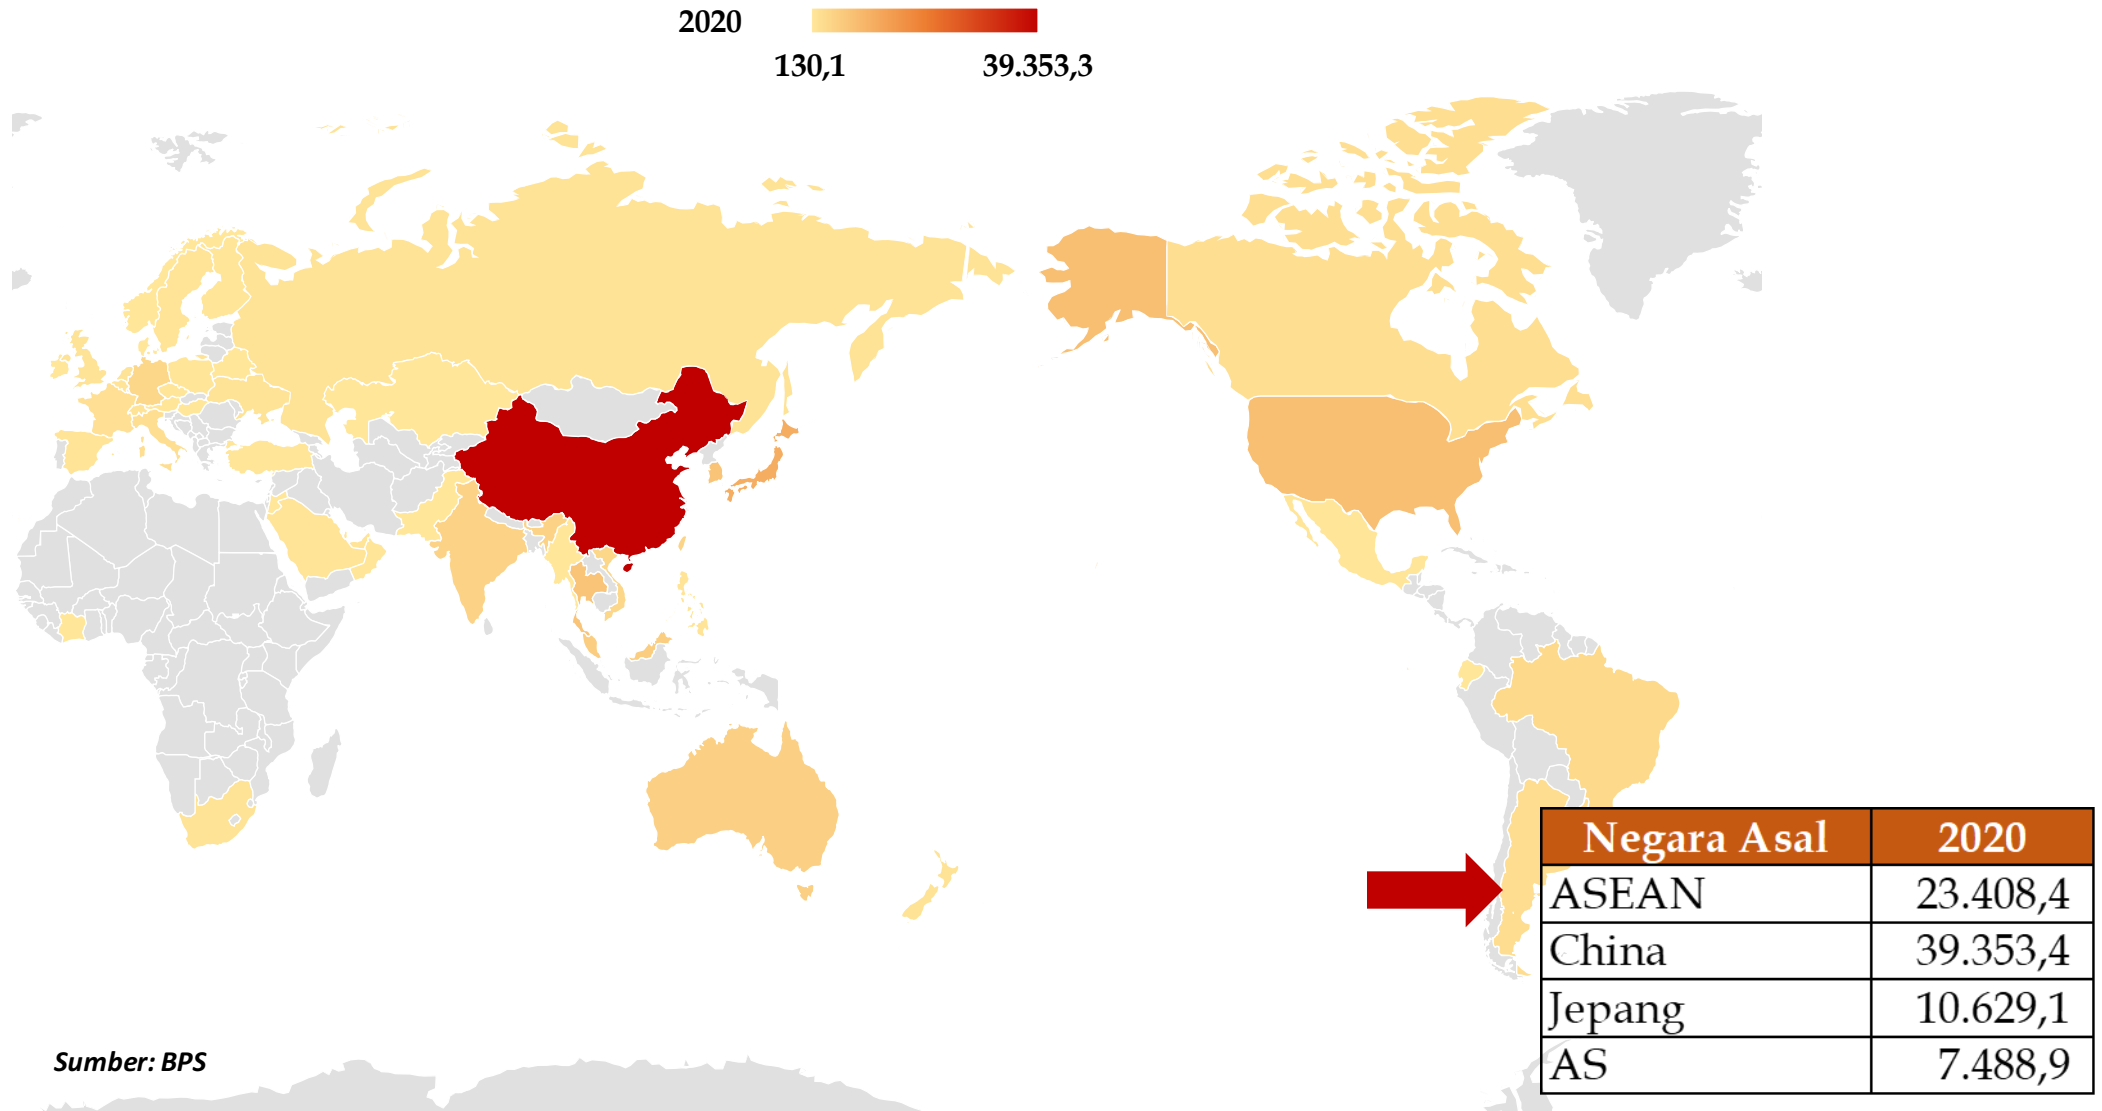 2020
130,1 39.353,3
Negara Asal 2020
ASEAN 23.408,4
China 39.353,4
Jepang 10.629,1
AS 7.488,9
Sumber: BPS